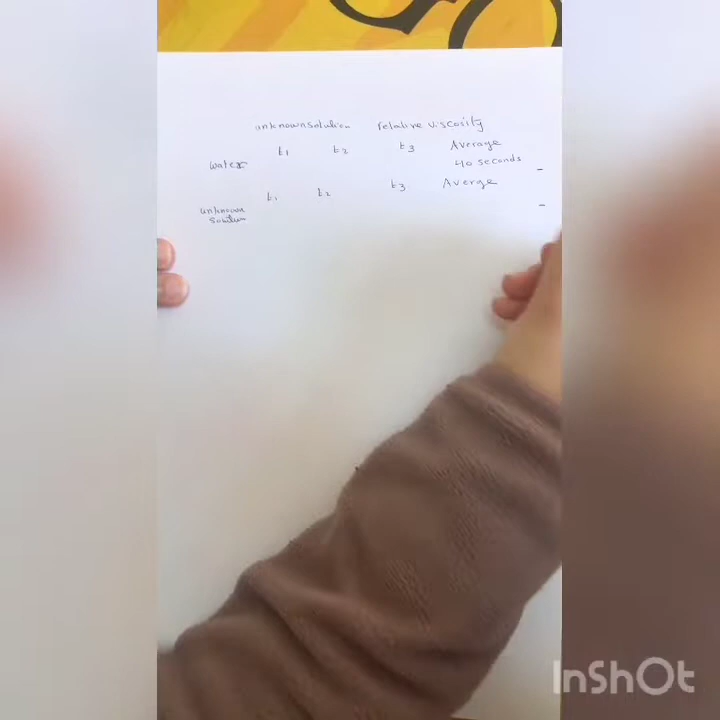 unknown solution relative viscosity
t1 t2 t3 Average
water 40 seconds -
t1 t2 t3 Averge
unknown -
solution
InShOt